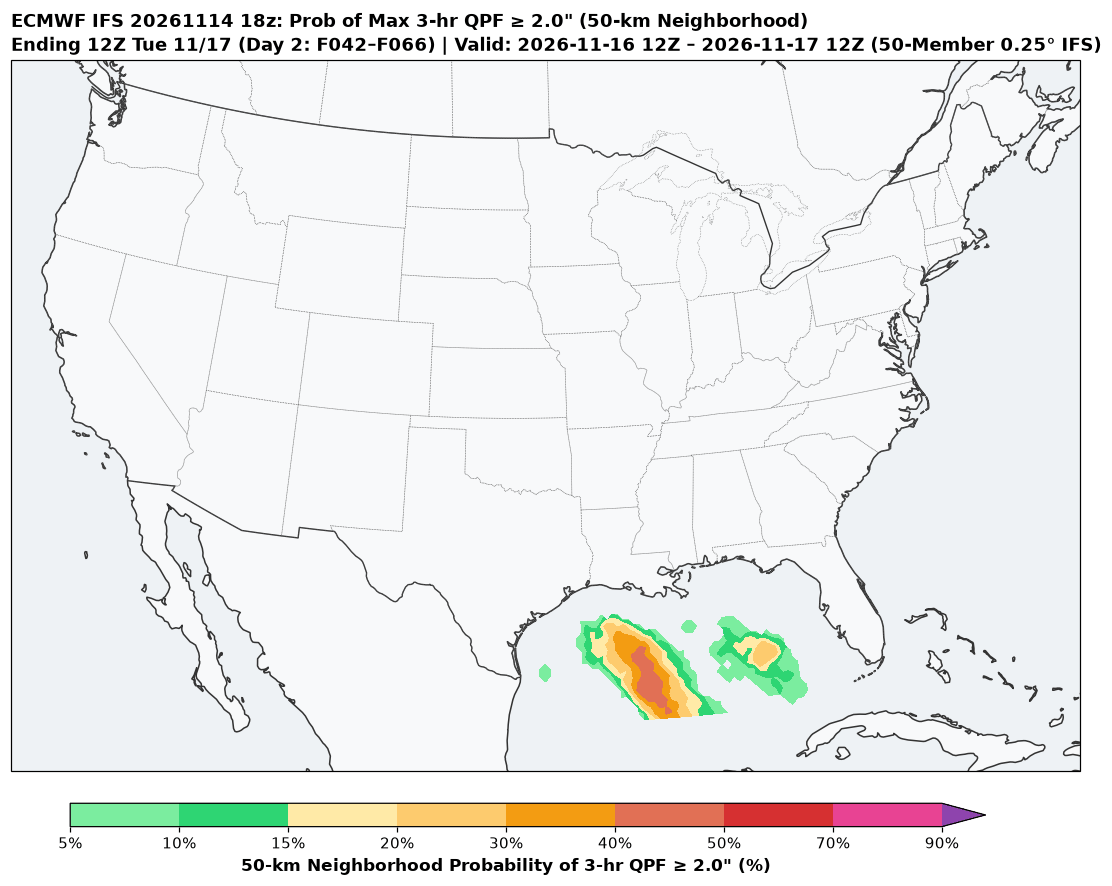 ECMWF IFS 20261114 18z: Prob of Max 3-hr QPF ≥ 2.0" (50-km Neighborhood)
Ending 12Z Tue 11/17 (Day 2: F042–F066) | Valid: 2026-11-16 12Z – 2026-11-17 12Z (50-Member 0.25° IFS)
5% 10% 15% 20% 30% 40% 50% 70% 90%
50-km Neighborhood Probability of 3-hr QPF ≥ 2.0" (%)